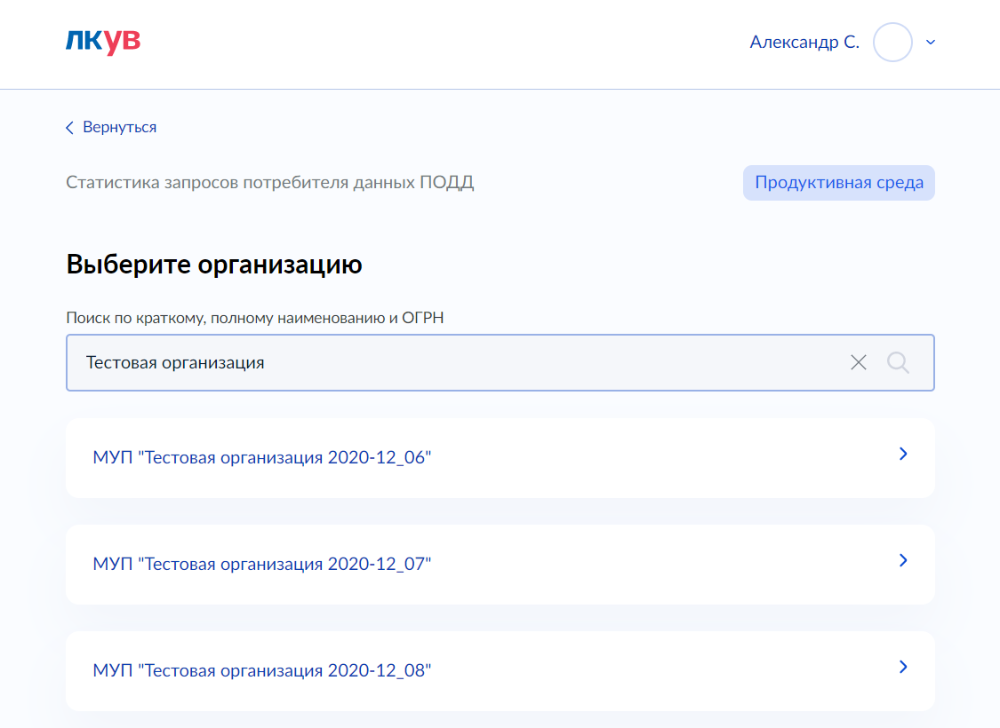 ЛКУВ
Александр С.
Вернуться
Статистика запросов потребителя данных ПОДД
Продуктивная среда
Выберите организацию
Поиск по краткому, полному наименованию и ОГРН
Тестовая организация
МУП "Тестовая организация 2020-12_06"
МУП "Тестовая организация 2020-12_07"
МУП "Тестовая организация 2020-12_08"